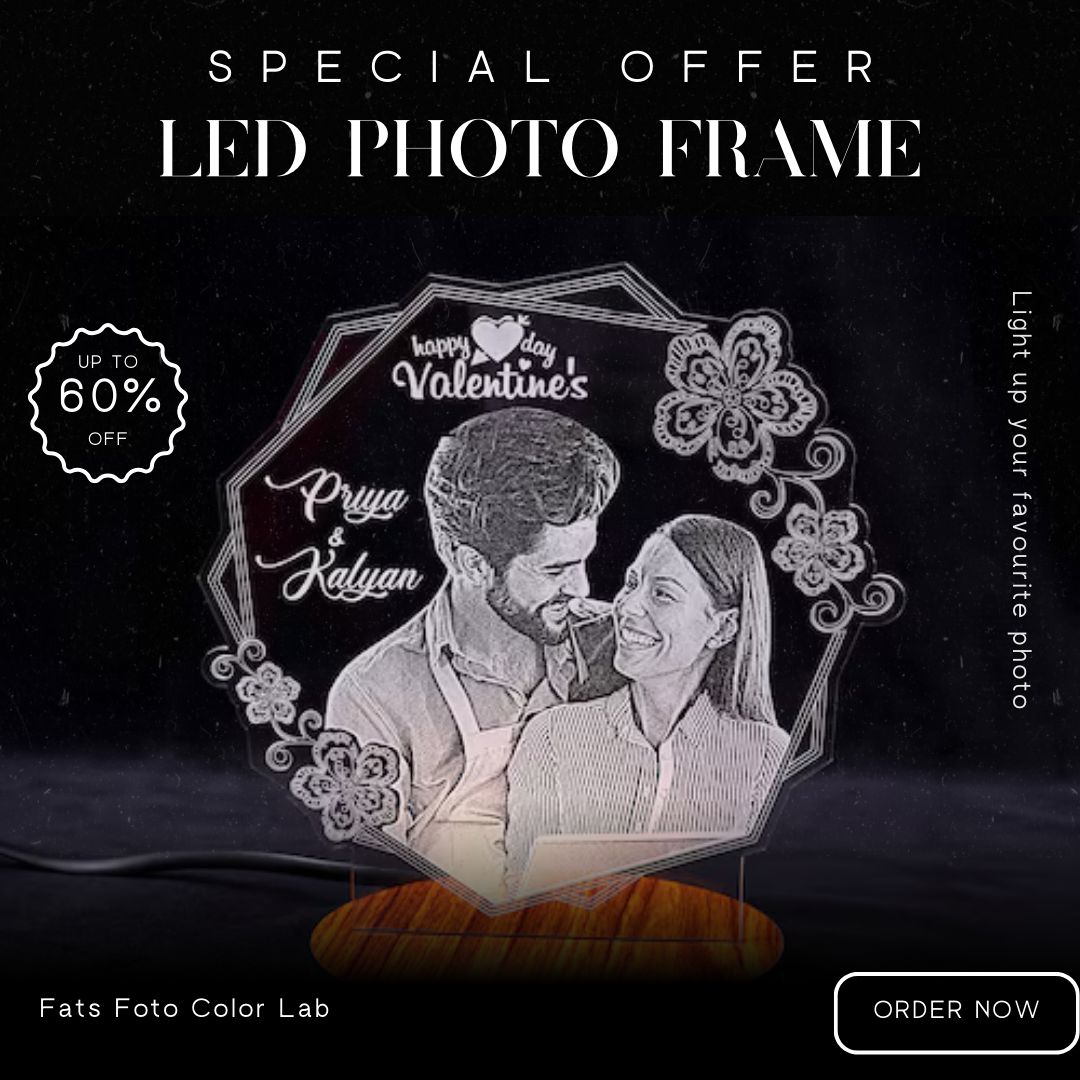 SPECIAL OFFER
LED PHOTO FRAME
UP TO
60%
OFF
happy day
Valentine's
Priya
&
Kalyan
Light up your favourite photo
Fats Foto Color Lab
ORDER NOW